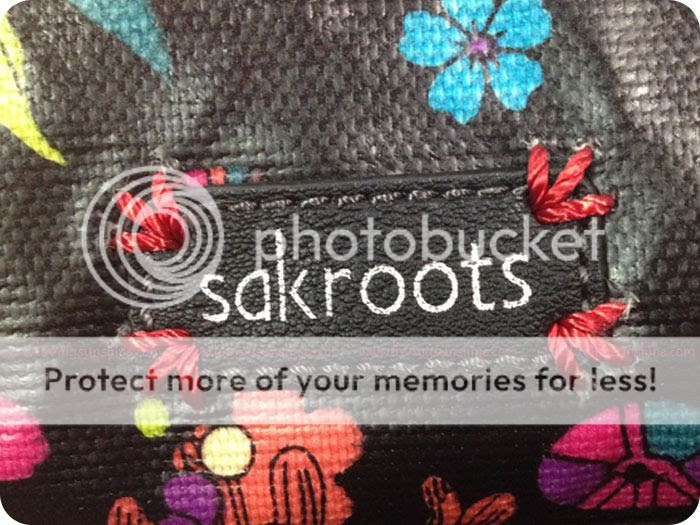 photobucket
sakroots
Protect more of your memories for less!